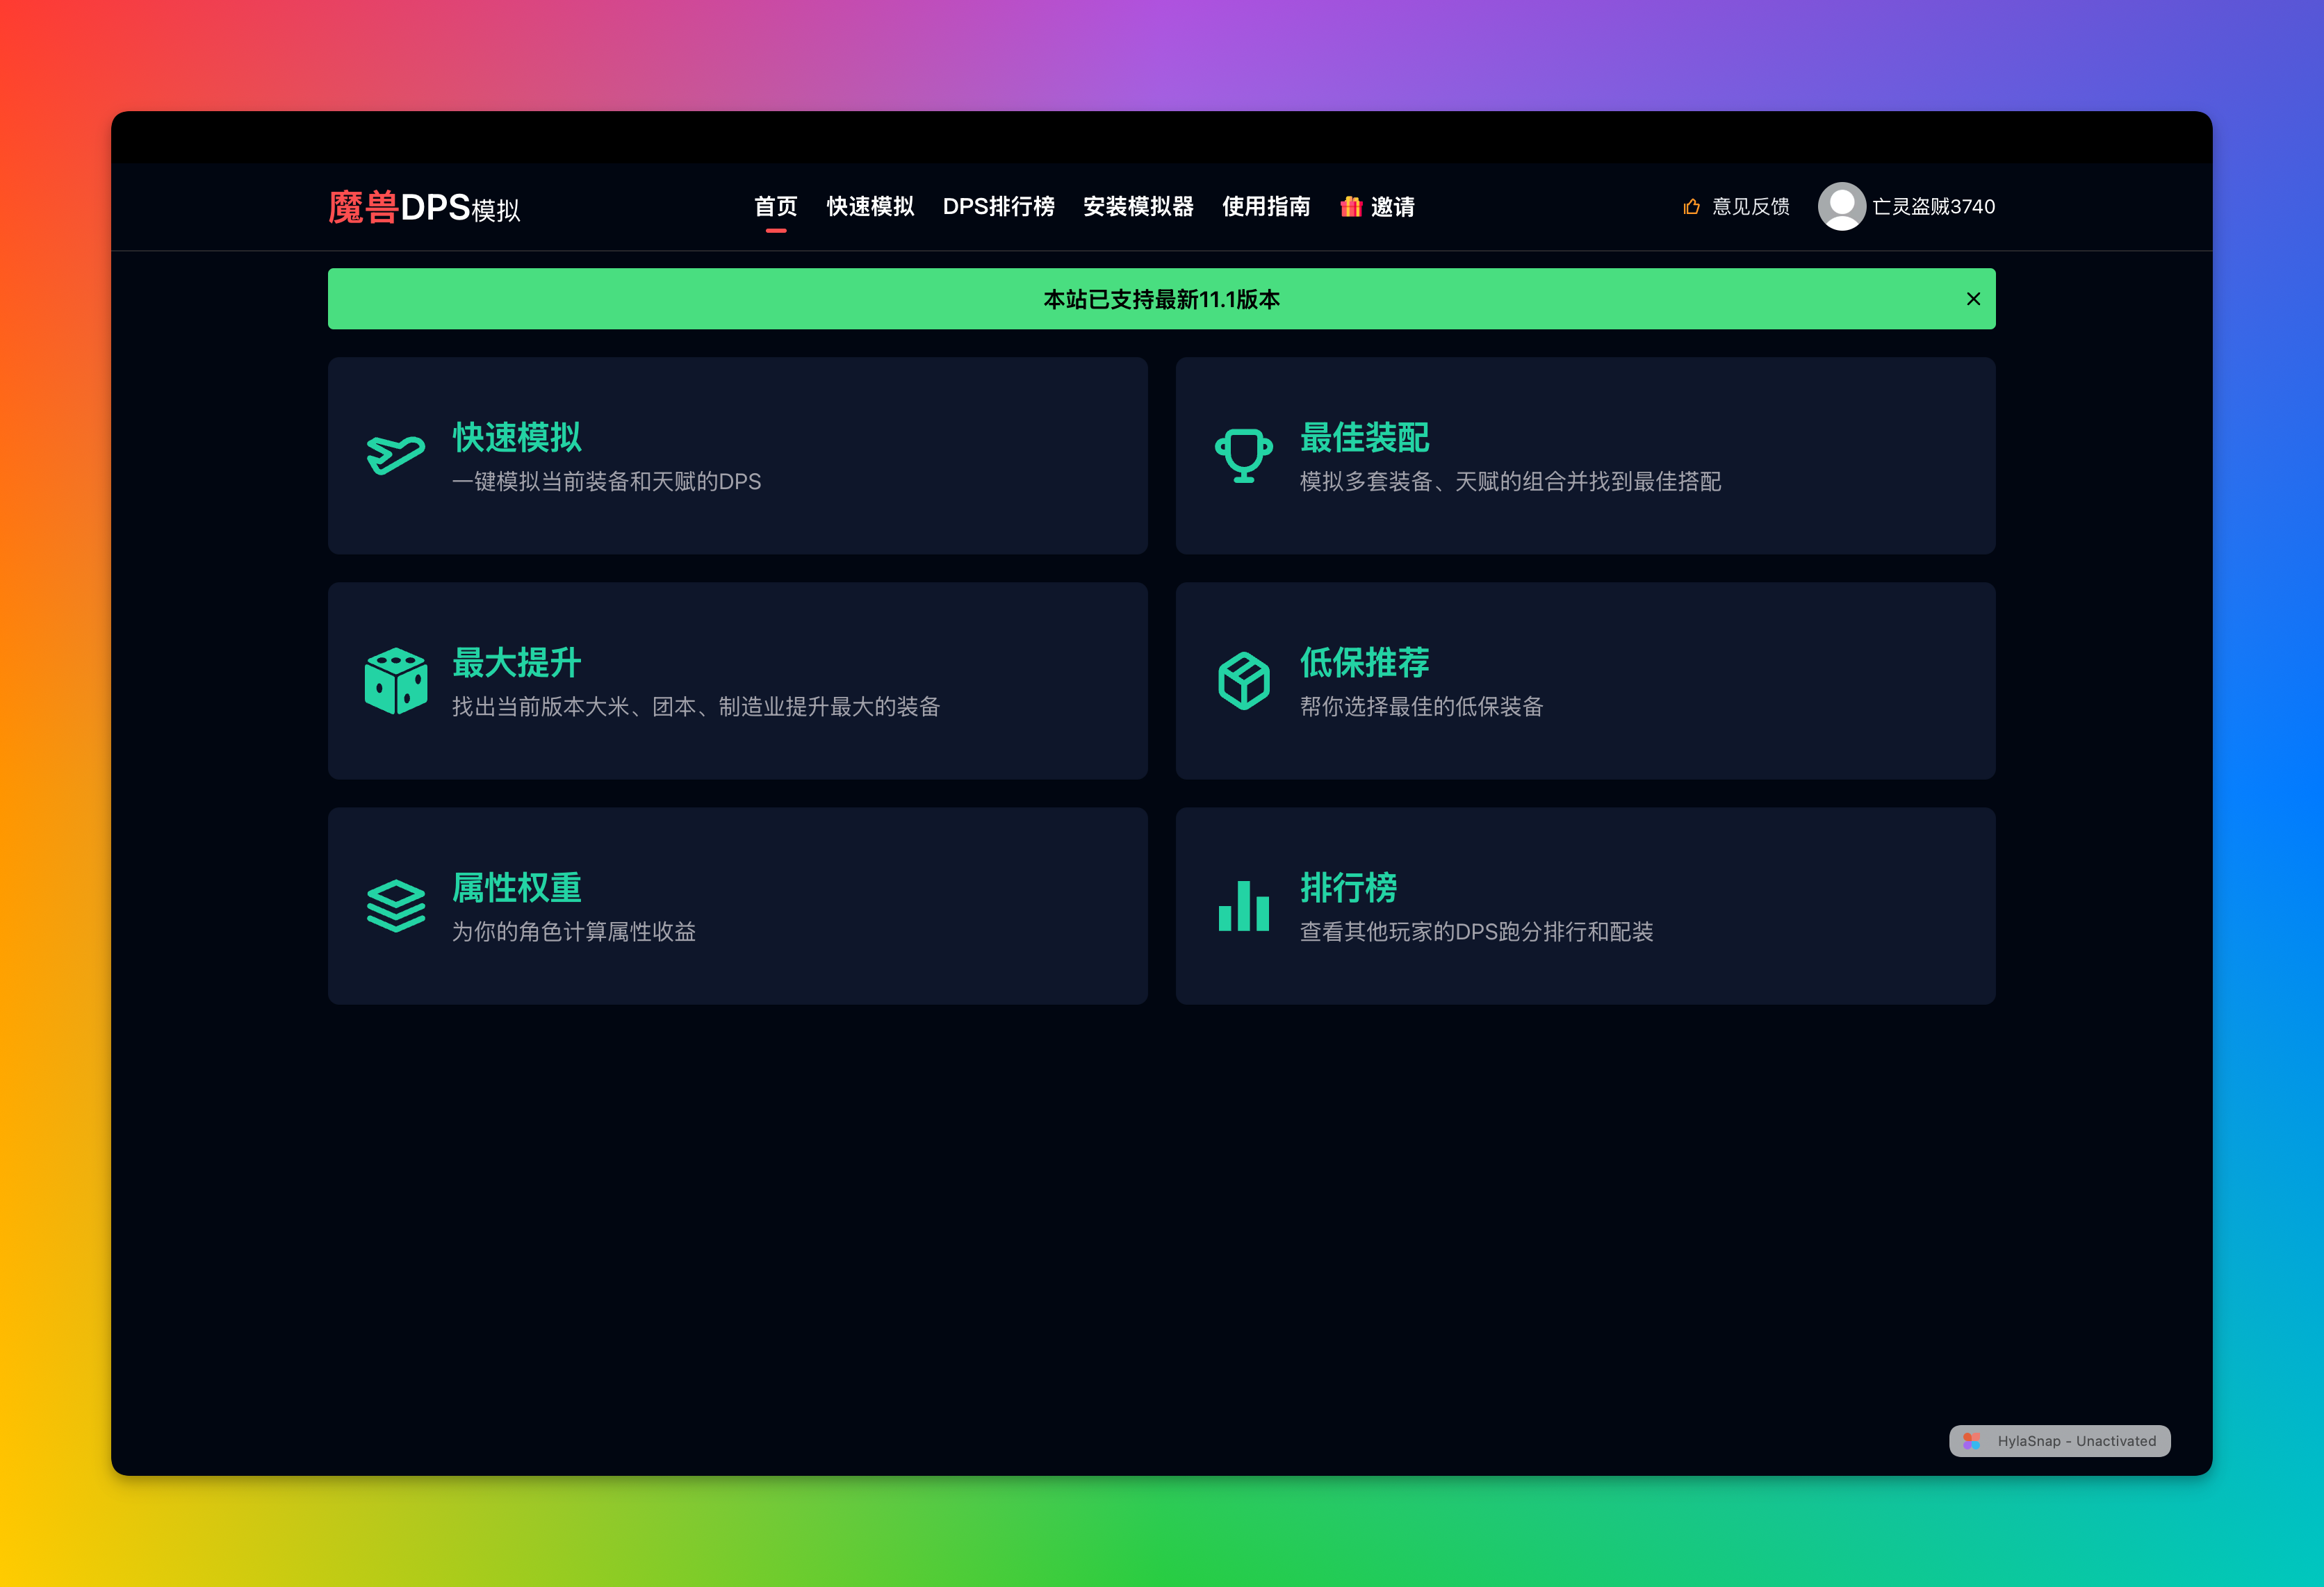 魔兽DPS模拟
首页 快速模拟 DPS排行榜 安装模拟器 使用指南 邀请
意见反馈 亡灵盗贼3740
本站已支持最新11.1版本
快速模拟
一键模拟当前装备和天赋的DPS
最佳装配
模拟多套装备、天赋的组合并找到最佳搭配
最大提升
找出当前版本大米、团本、制造业提升最大的装备
低保推荐
帮你选择最佳的低保装备
属性权重
为你的角色计算属性收益
排行榜
查看其他玩家的DPS跑分排行和配装
HylaSnap - Unactivated